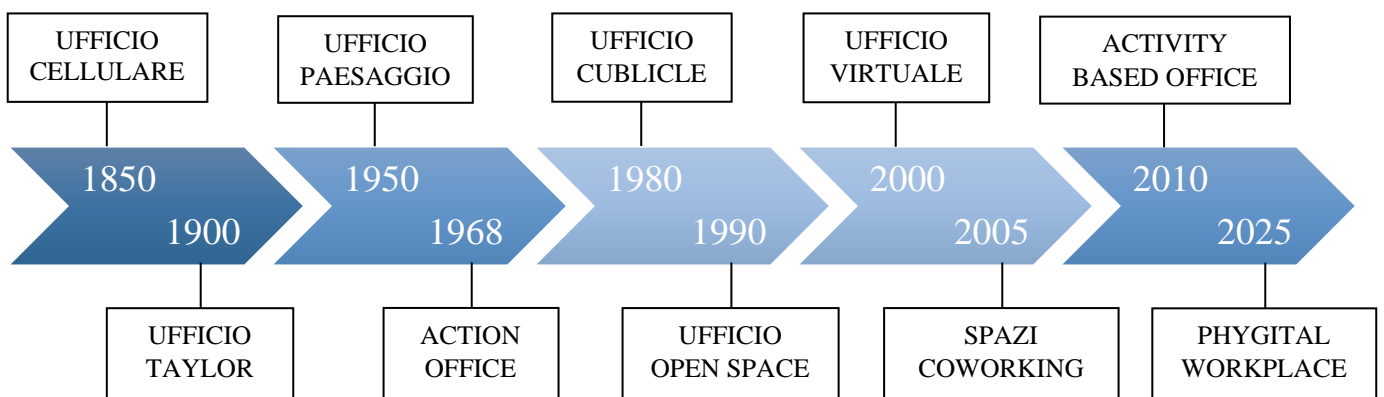 UFFICIO
CELLULARE
UFFICIO
PAESAGGIO
UFFICIO
CUBLICLE
UFFICIO
VIRTUALE
ACTIVITY
BASED OFFICE
1850
1900
1950
1968
1980
1990
2000
2005
2010
2025
UFFICIO
TAYLOR
ACTION
OFFICE
UFFICIO
OPEN SPACE
SPAZI
COWORKING
PHYGITAL
WORKPLACE